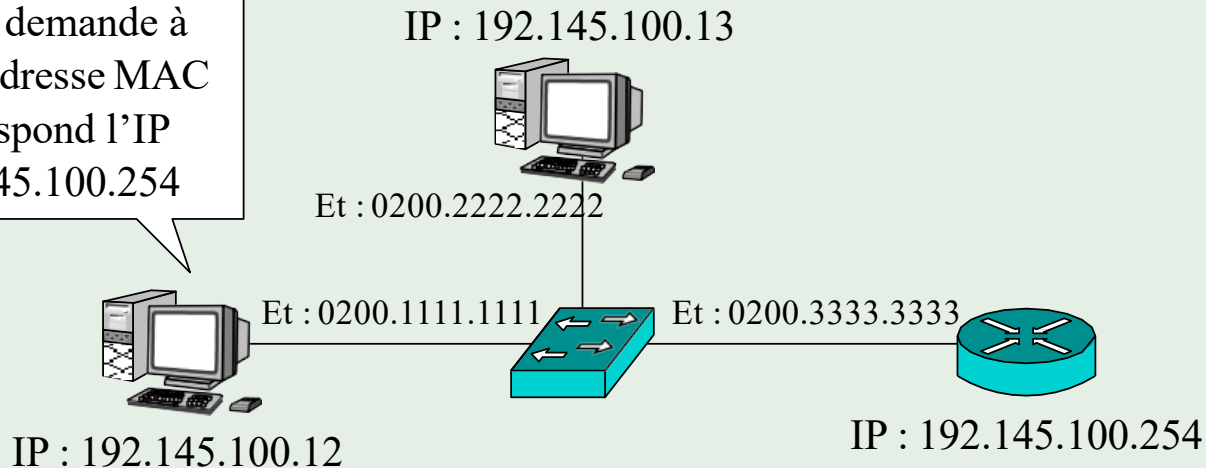 demande à
dresse MAC
spond l’IP
45.100.254
IP : 192.145.100.13
Et : 0200.2222.2222
Et : 0200.1111.1111
Et : 0200.3333.3333
IP : 192.145.100.12
IP : 192.145.100.254